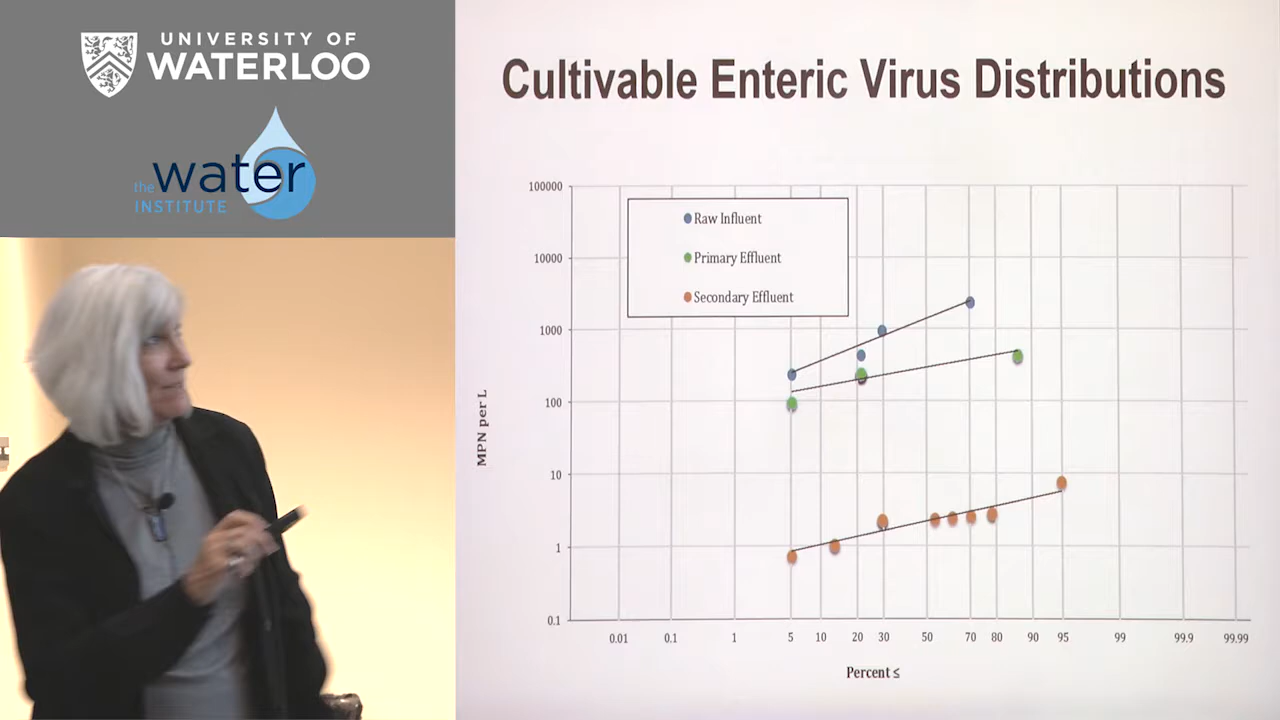 UNIVERSITY OF
WATERLOO
the water
INSTITUTE
Cultivable Enteric Virus Distributions
100000
10000
1000
100
10
1
0.1
Raw Influent
Primary Effluent
Secondary Effluent
MPN per L
0.01 0.1 1 5 10 20 30 50 70 80 90 95 99 99.9 99.99
Percent ≤